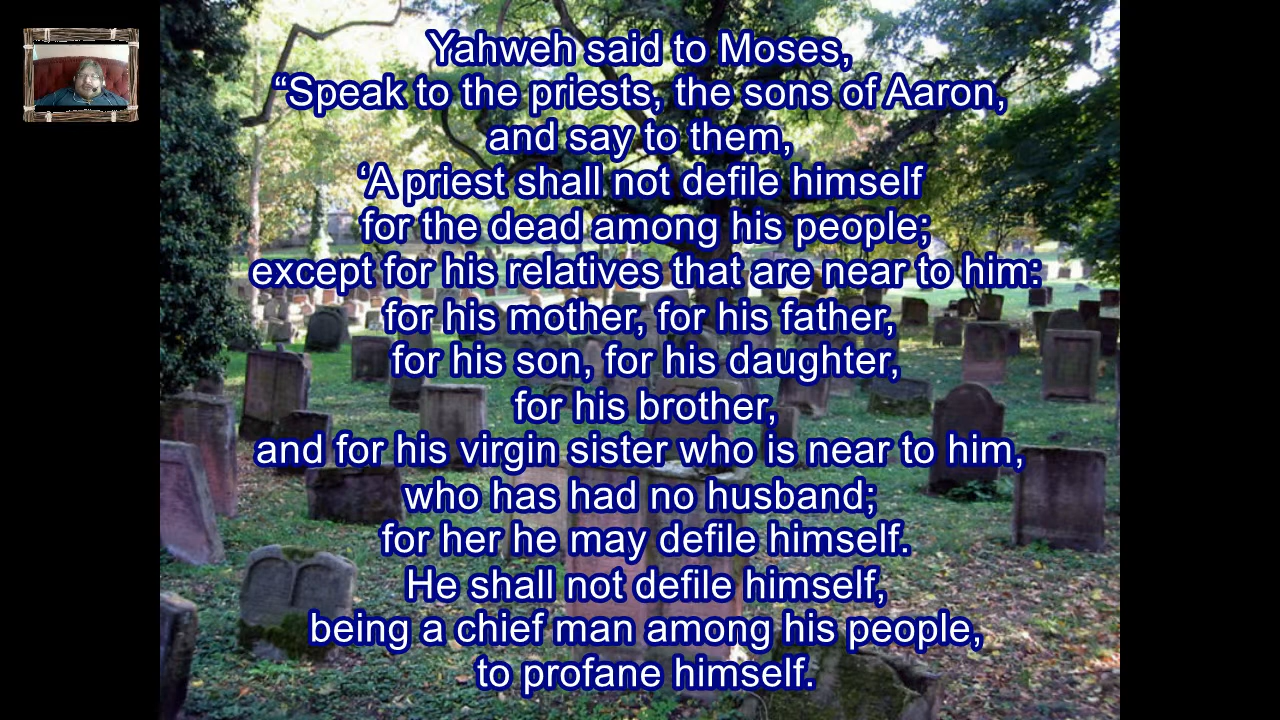 Yahweh said to Moses,
“Speak to the priests, the sons of Aaron,
and say to them,
‘A priest shall not defile himself
for the dead among his people;
except for his relatives that are near to him:
for his mother, for his father,
for his son, for his daughter,
for his brother,
and for his virgin sister who is near to him,
who has had no husband;
for her he may defile himself.
He shall not defile himself,
being a chief man among his people,
to profane himself.